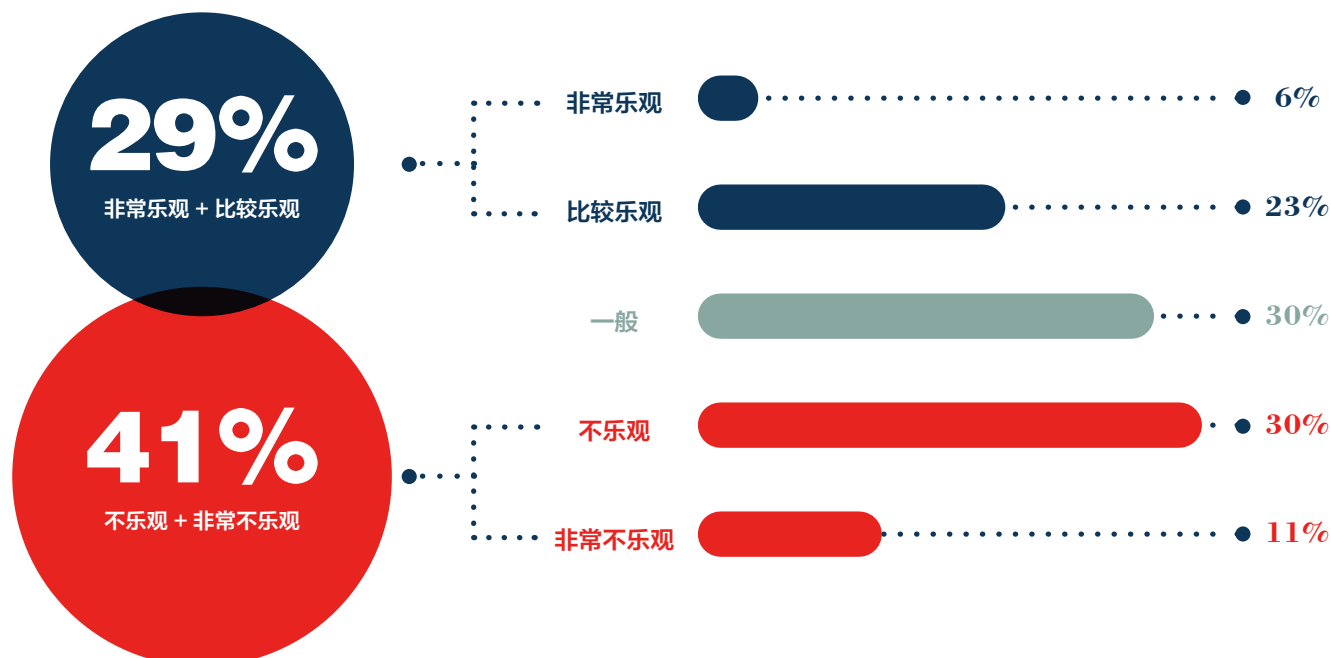 29%
非常乐观 + 比较乐观
41%
不乐观 + 非常不乐观
非常乐观 6%
比较乐观 23%
一般 30%
不乐观 30%
非常不乐观 11%